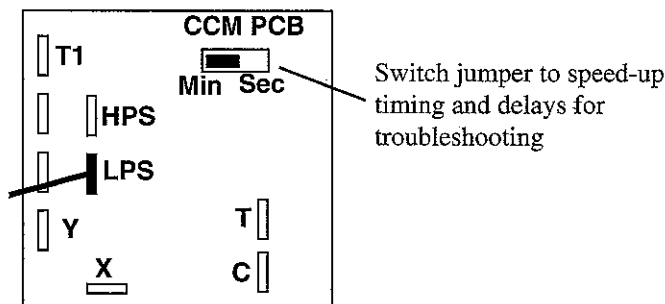 CCM PCB
T1
Min Sec
HPS
LPS
Y
T
X
C
Switch jumper to speed-up
timing and delays for
troubleshooting